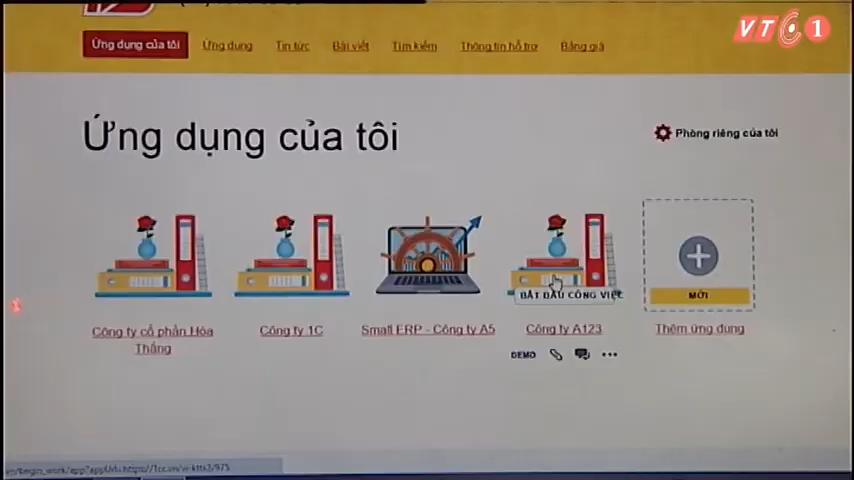 VTC1
Ứng dụng của tôi Ứng dụng Tin tức Bài viết Tìm kiếm Thông tin hỗ trợ Bảng giá
Ứng dụng của tôi
Phòng riêng của tôi
BẮT ĐẦU CÔNG VIỆC
MỚI
Công ty cổ phần Hòa Thắng
Công ty 1C
Small ERP - Công ty A5
Công ty A123
Thêm ứng dụng
DEMO